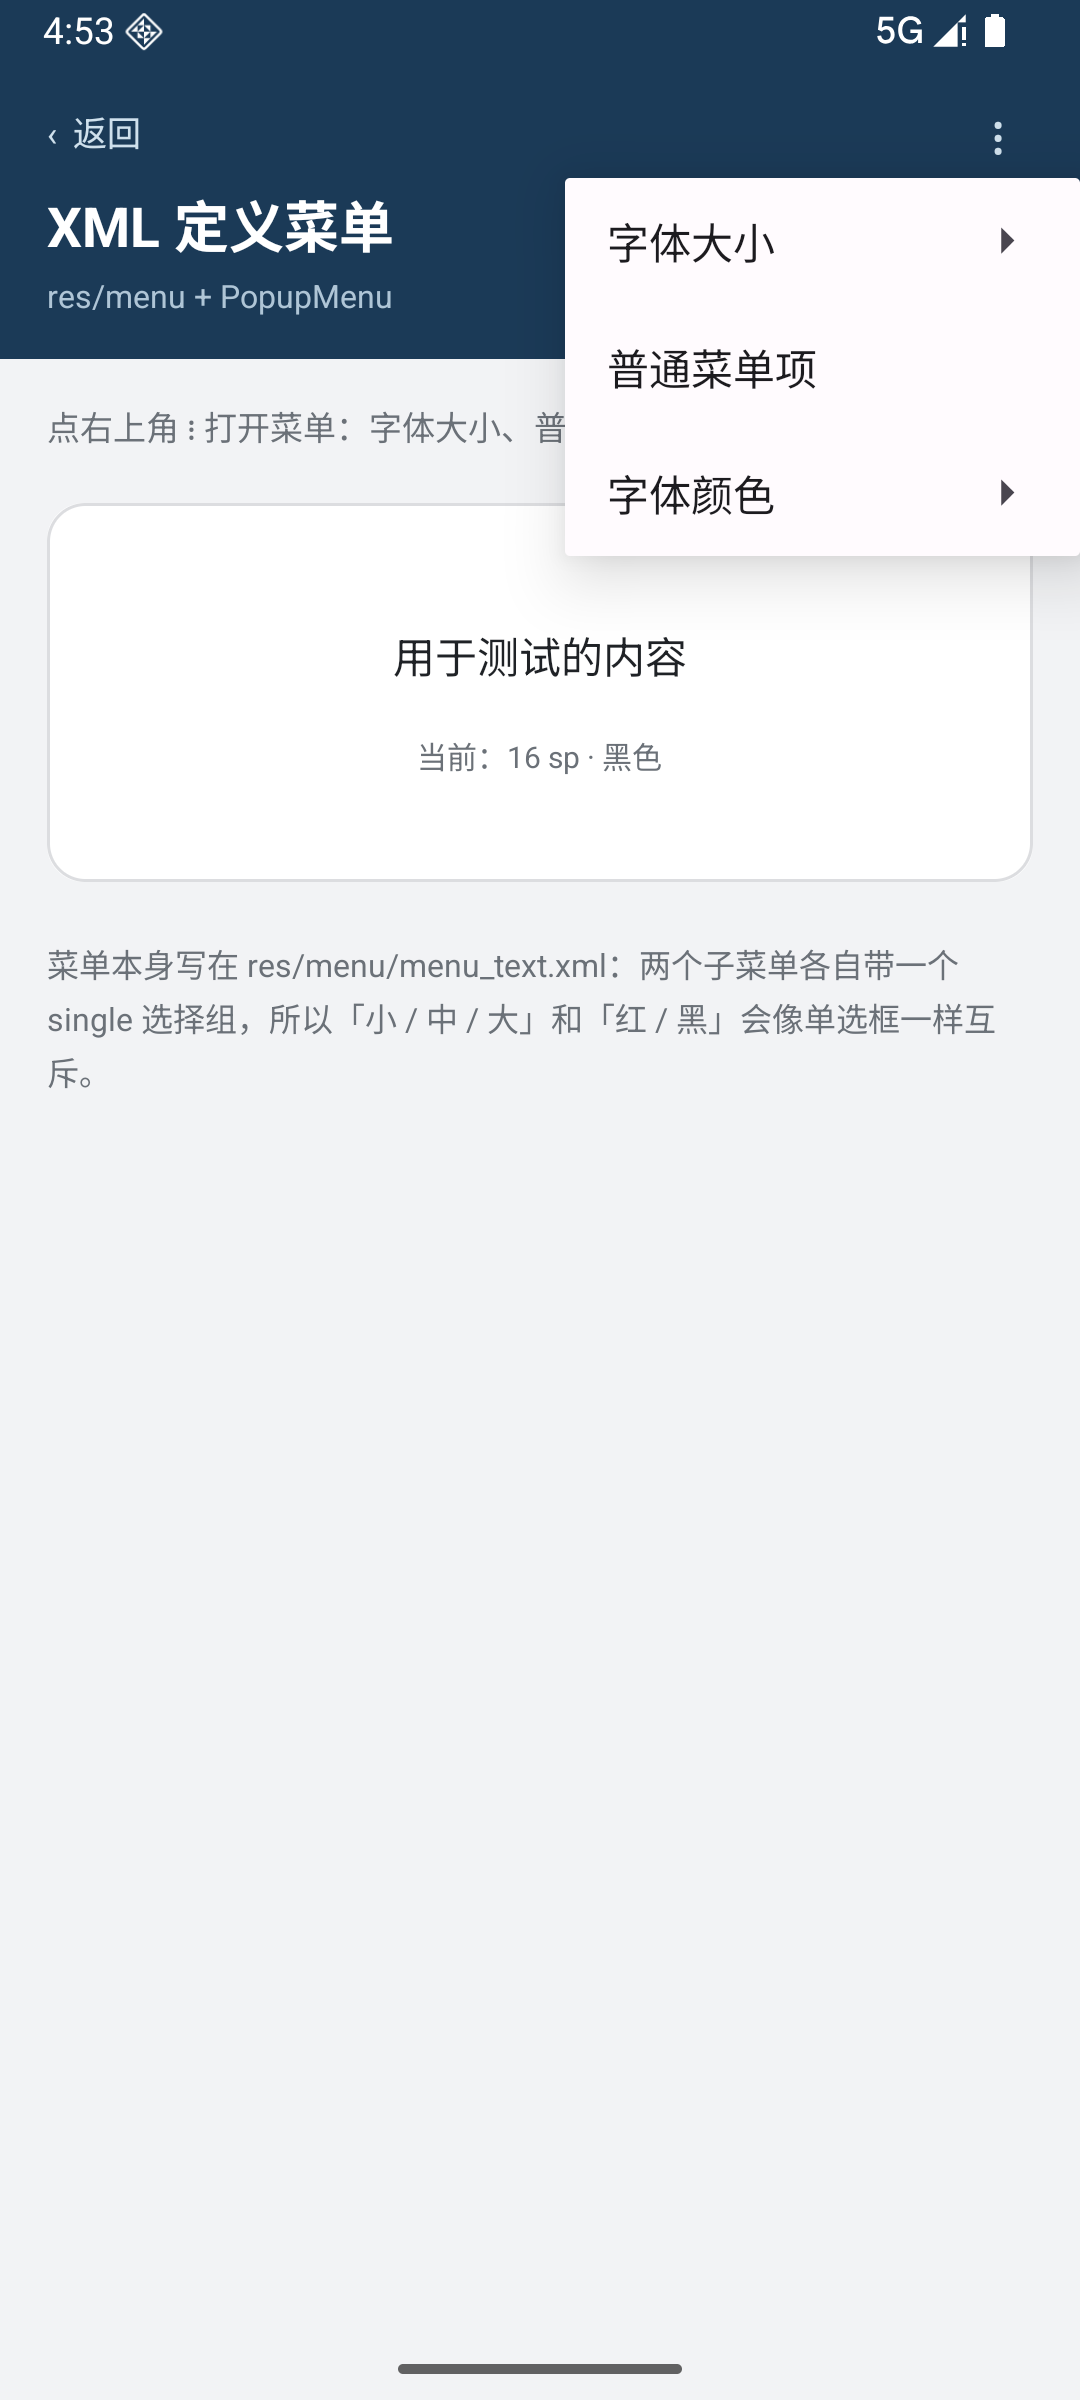 4:53
5G
‹ 返回
XML 定义菜单
res/menu + PopupMenu
字体大小
普通菜单项
字体颜色
点右上角 ⋮ 打开菜单：字体大小、普
用于测试的内容
当前：16 sp · 黑色
菜单本身写在 res/menu/menu_text.xml：两个子菜单各自带一个
single 选择组，所以「小 / 中 / 大」和「红 / 黑」会像单选框一样互
斥。